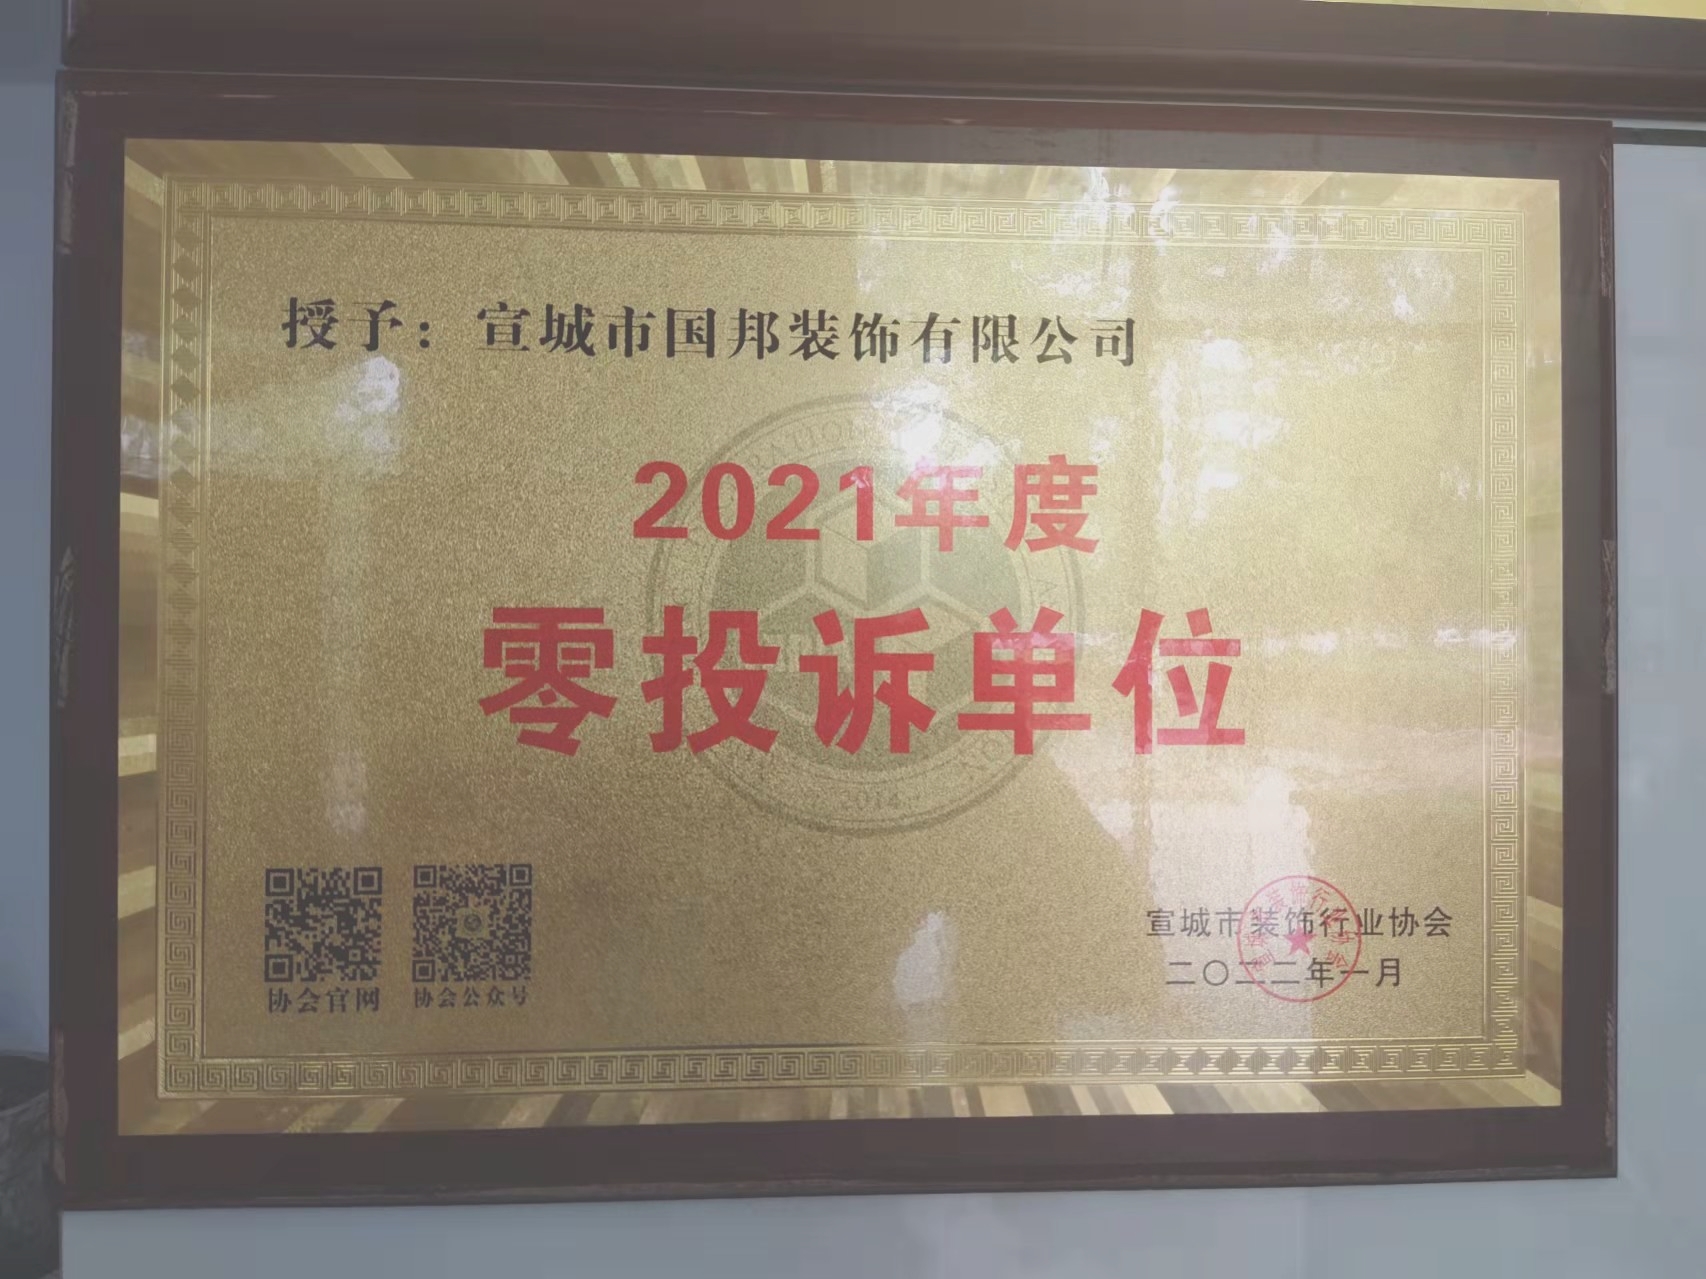 授予：宣城市国邦装饰有限公司
2021年度
零投诉单位
2014
协会官网
协会公众号
宣城市装饰行业协会
二〇二二年一月